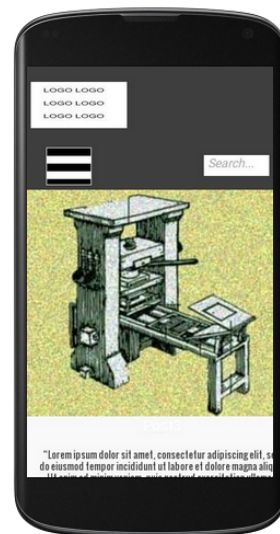 LOGO LOGO
LOGO LOGO
LOGO LOGO
Search...
"Lorem ipsum dolor sit amet, consectetur adipiscing elit, s
do eiusmod tempor incididunt ut labore et dolore magna aliq